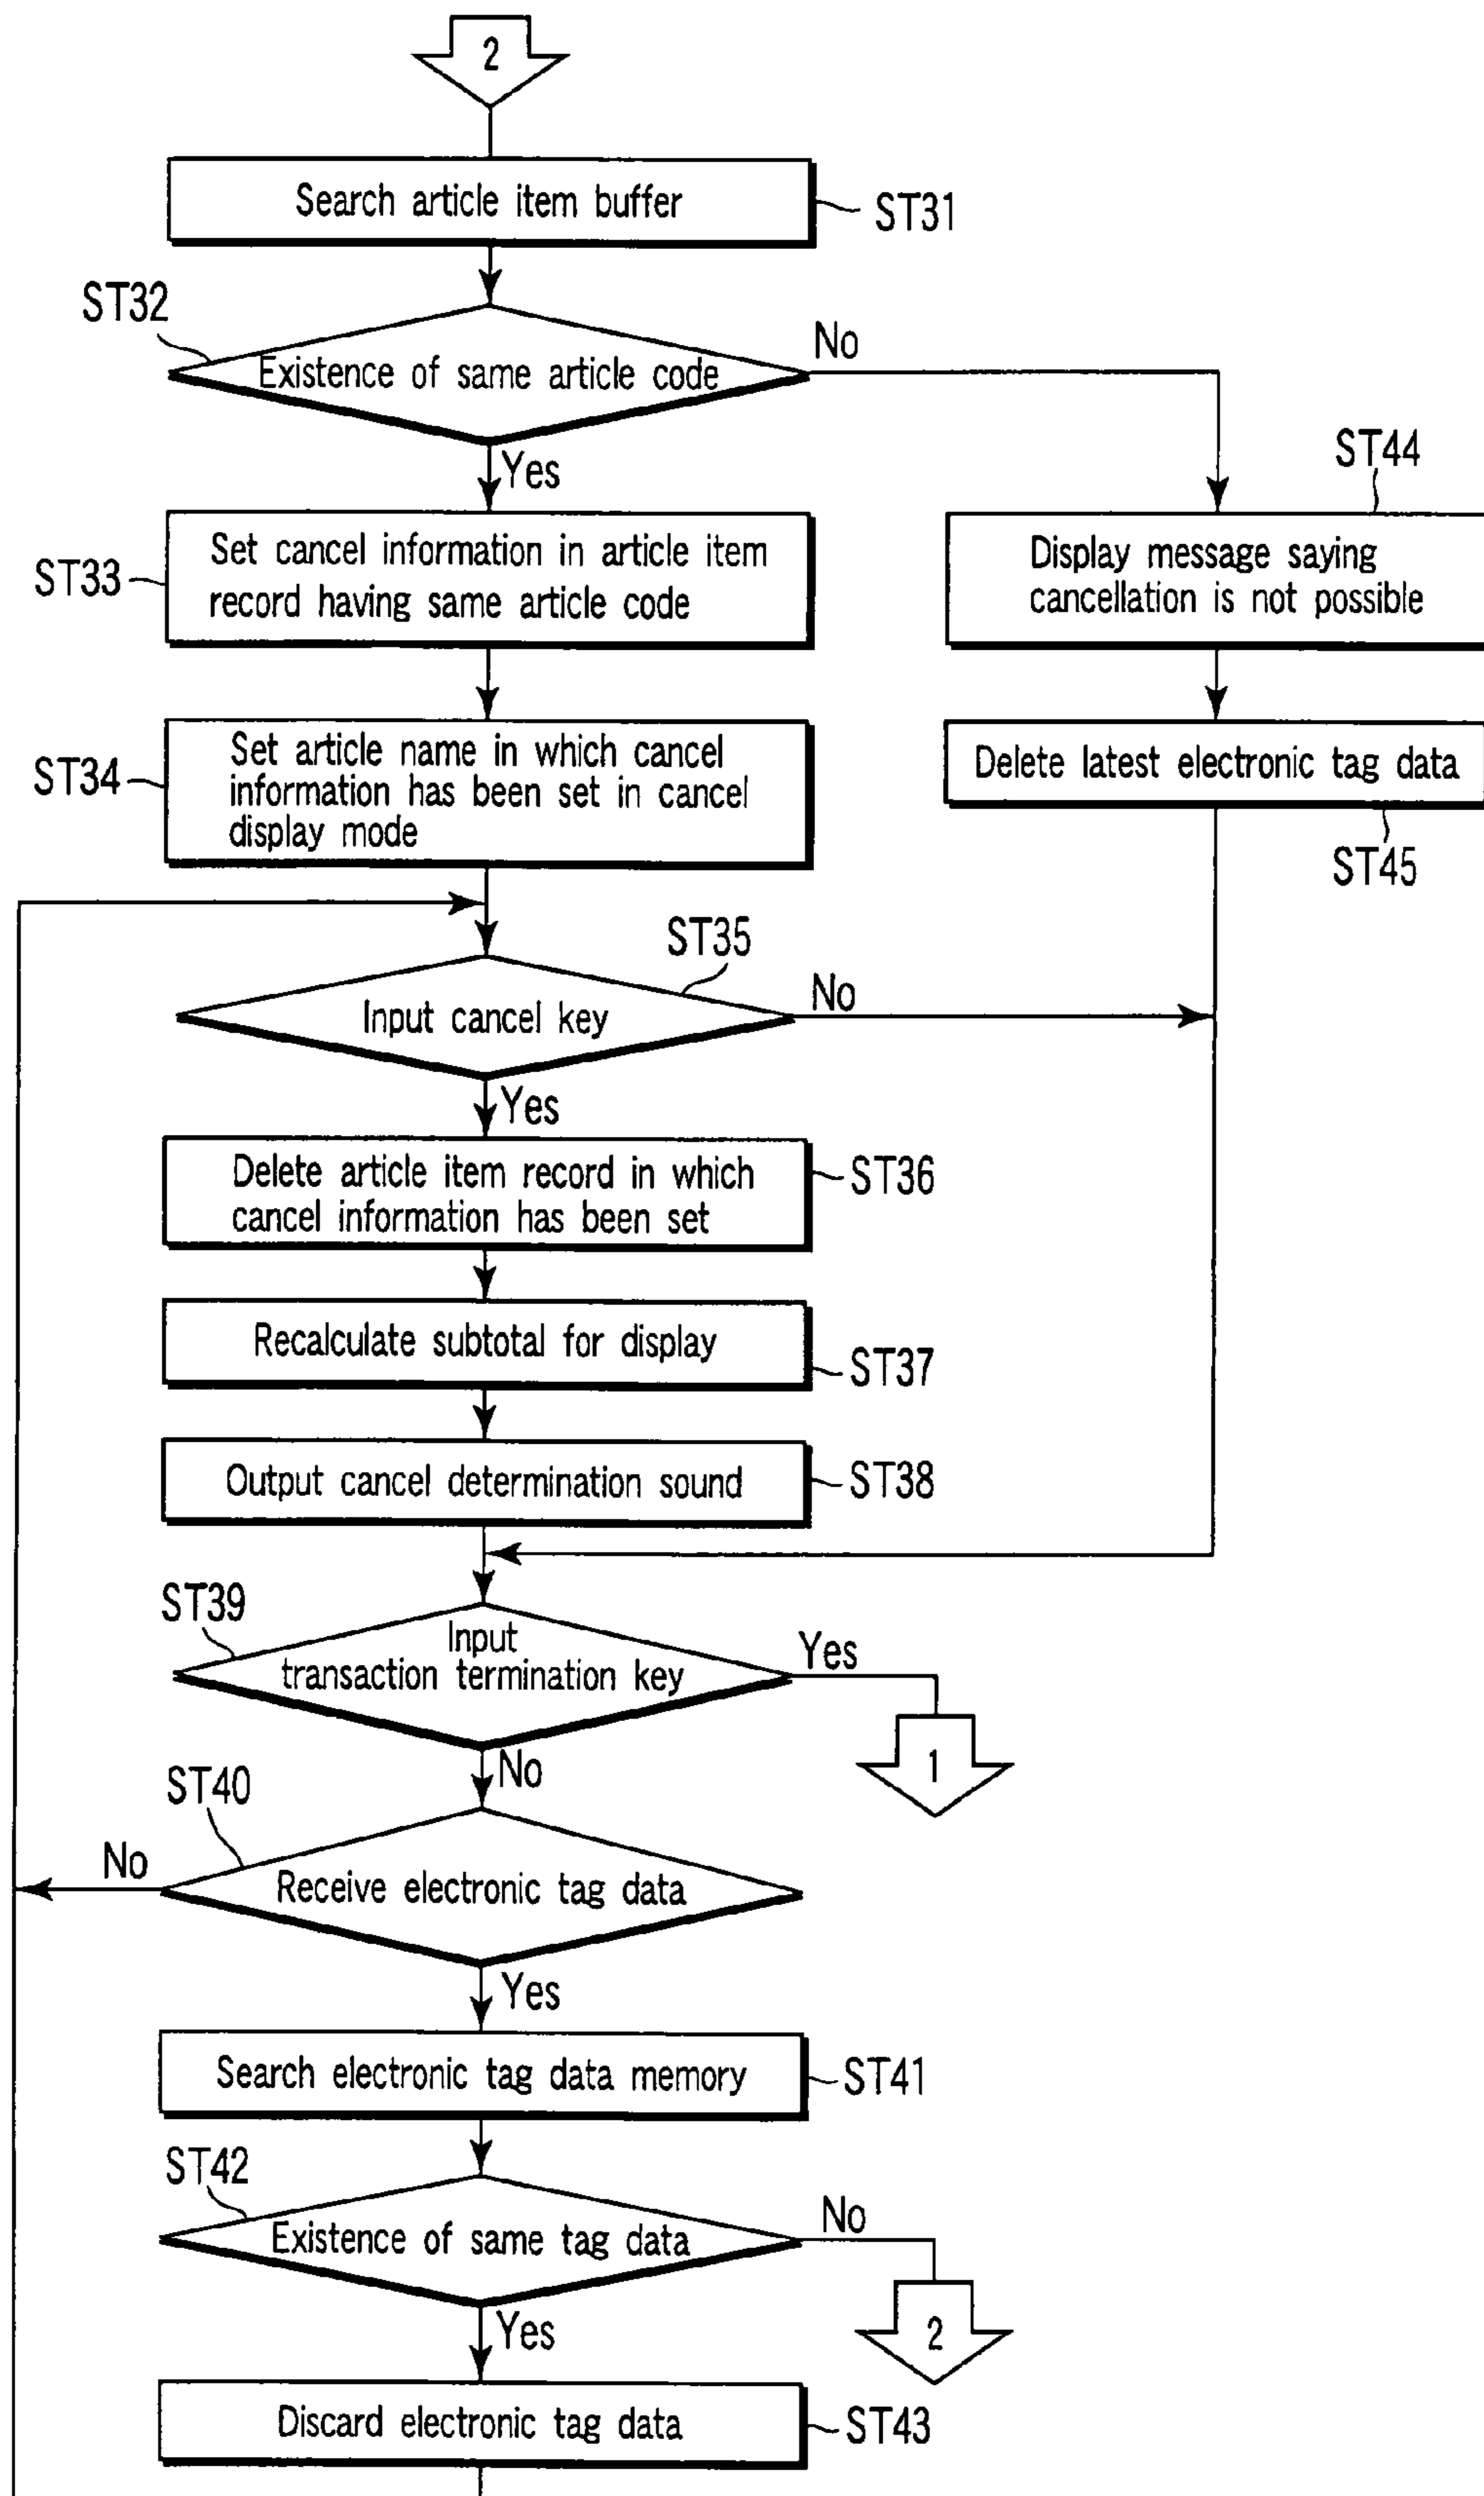 2
Search article item buffer
ST31
ST32
Existence of same article code
No
Yes
ST44
ST33
Set cancel information in article item
record having same article code
Display message saying
cancellation is not possible
ST34
Set article name in which cancel
information has been set in cancel
display mode
Delete latest electronic tag data
ST45
ST35
Input cancel key
No
Yes
Delete article item record in which
cancel information has been set
ST36
Recalculate subtotal for display
ST37
Output cancel determination sound
ST38
ST39
Input
transaction termination key
Yes
1
No
ST40
No
Receive electronic tag data
Yes
Search electronic tag data memory
ST41
ST42
Existence of same tag data
No
2
Yes
Discard electronic tag data
ST43